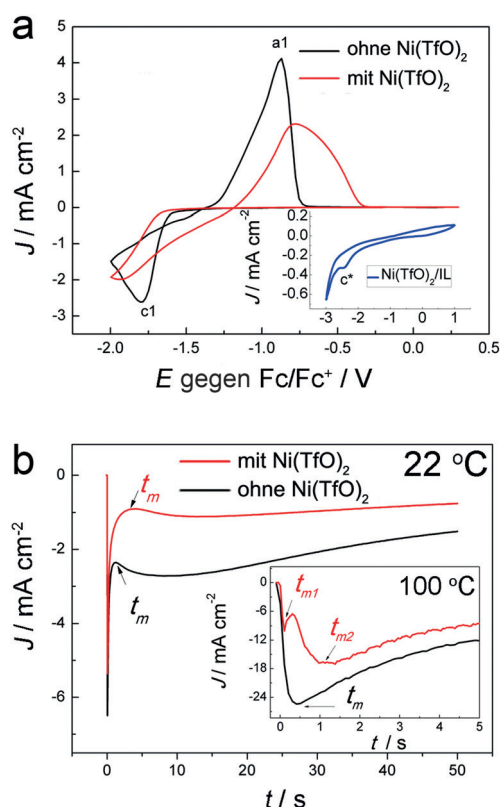 a
a1
ohne Ni(TfO)₂
mit Ni(TfO)₂
J / mA cm⁻²
4
3
2
1
0
-1
-2
-3
c1
-2.0
-1.5
-1.0
-0.5
0.0
0.5
E gegen Fc/Fc⁺ / V
J / mA cm⁻²
0.2
0.0
-0.2
-0.4
-0.6
c*
Ni(TfO)₂/IL
-3
-2
-1
0
1
b
mit Ni(TfO)₂
ohne Ni(TfO)₂
22 °C
J / mA cm⁻²
0
-2
-4
-6
tm
tm
0
10
20
30
40
50
t / s
100 °C
J / mA cm⁻²
0
-6
-12
-18
-24
tm1
tm2
tm
0
1
2
3
4
5
t / s